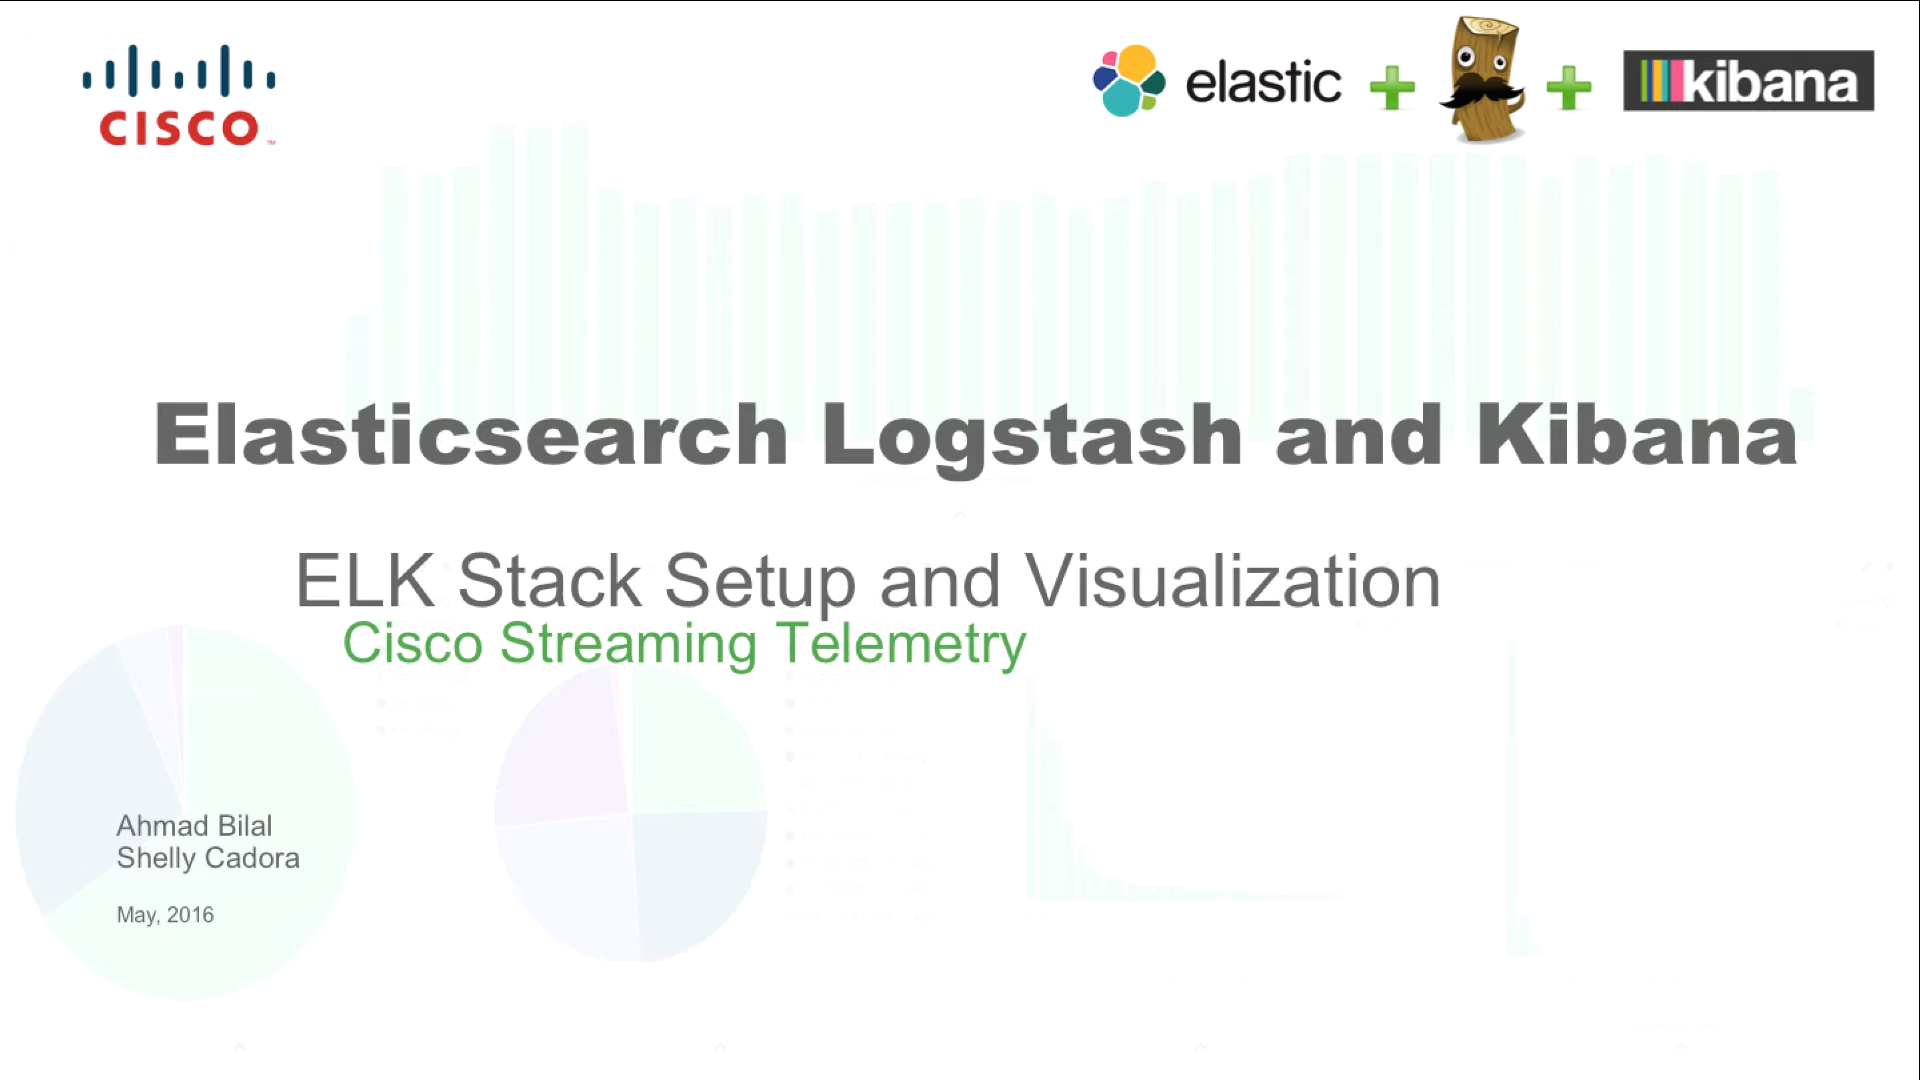 CISCO
elastic
kibana
Elasticsearch Logstash and Kibana
ELK Stack Setup and Visualization
Cisco Streaming Telemetry
Ahmad Bilal
Shelly Cadora
May, 2016